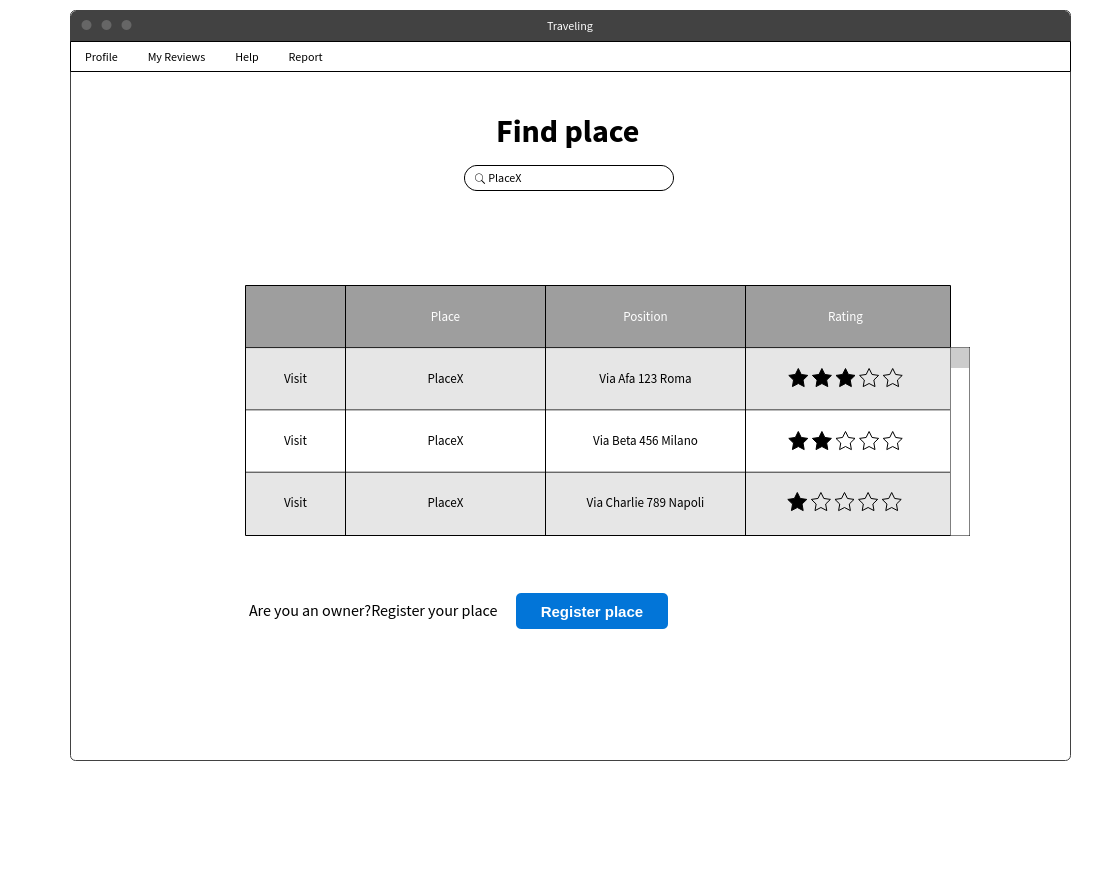 Traveling
Profile My Reviews Help Report
Find place
PlaceX
Place Position Rating
Visit PlaceX Via Afa 123 Roma
Visit PlaceX Via Beta 456 Milano
Visit PlaceX Via Charlie 789 Napoli
Are you an owner?Register your place Register place